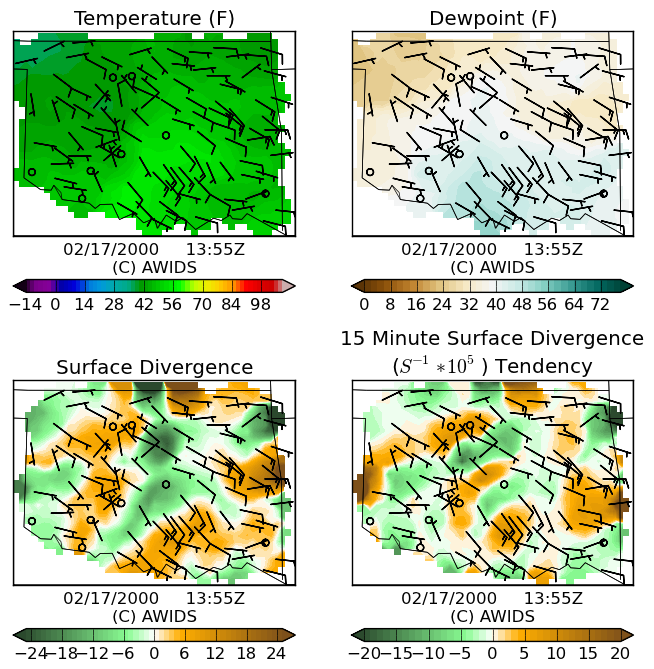 Temperature (F)
Dewpoint (F)
02/17/2000 13:55Z
(C) AWIDS
02/17/2000 13:55Z
(C) AWIDS
−14 0 14 28 42 56 70 84 98
0 8 16 24 32 40 48 56 64 72
Surface Divergence
15 Minute Surface Divergence
(S⁻¹ *10⁵ ) Tendency
02/17/2000 13:55Z
(C) AWIDS
02/17/2000 13:55Z
(C) AWIDS
−24 −18 −12 −6 0 6 12 18 24
−20 −15 −10 −5 0 5 10 15 20